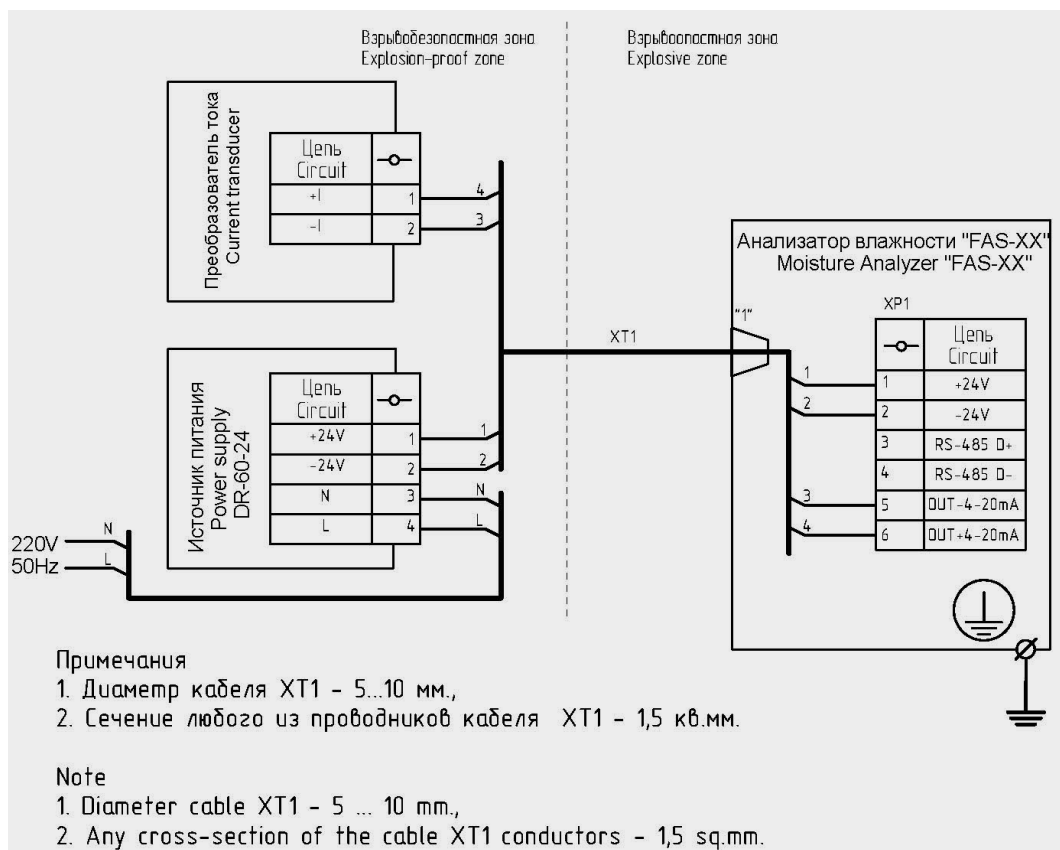 Взрывобезопастная зона
Explosion-proof zone
Взрывоопастная зона
Explosive zone
Преобразователь тока
Current transducer
Цепь
Circuit
+I
1
4
-I
2
3
Анализатор влажности "FAS-XX"
Moisture Analyzer "FAS-XX"
XP1
"1"
XT1
Цепь
Circuit
1
1
+24V
2
2
-24V
3
RS-485 D+
4
RS-485 D-
3
5
OUT-4-20mA
4
6
OUT+4-20mA
Источник питания
Power supply
DR-60-24
Цепь
Circuit
+24V
1
1
-24V
2
2
N
3
N
L
4
L
220V
N
50Hz
L
Примечания
1. Диаметр кабеля XT1 - 5...10 мм.,
2. Сечение любого из проводников кабеля XT1 - 1,5 кв.мм.
Note
1. Diameter cable XT1 - 5 ... 10 mm.,
2. Any cross-section of the cable XT1 conductors - 1,5 sq.mm.